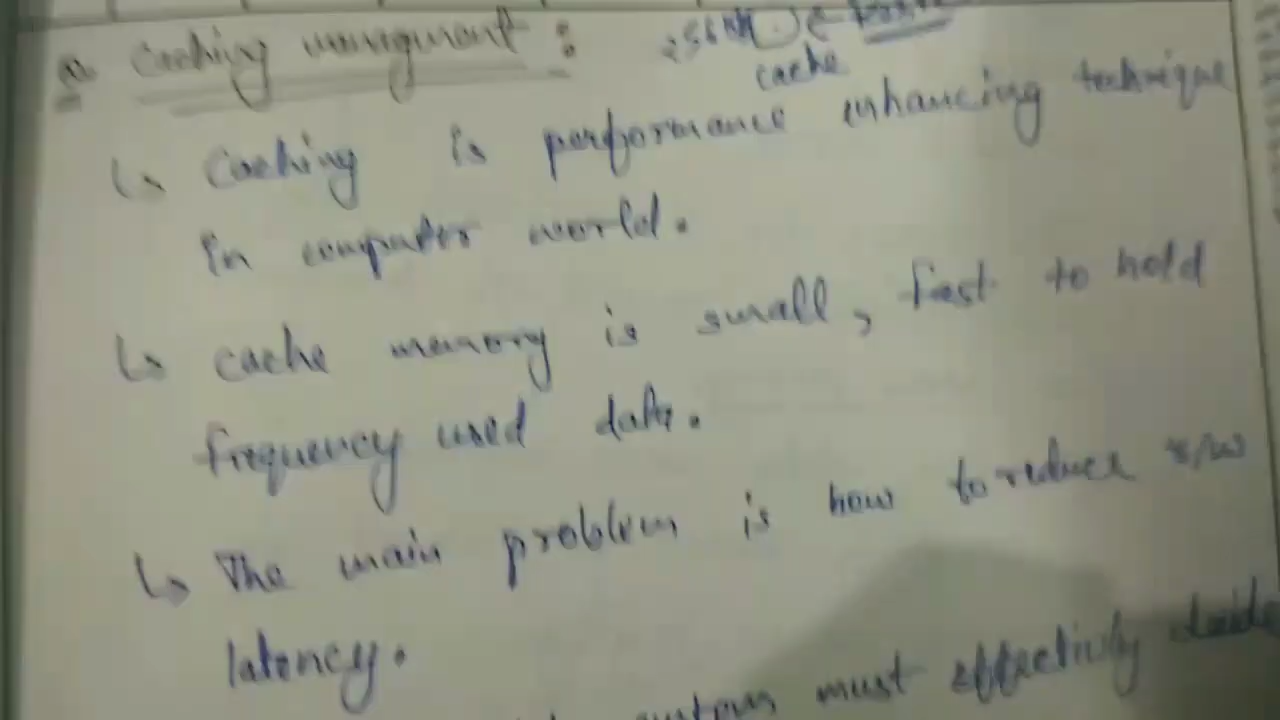 Caching managment :
cache
↳ Caching is performance enhancing technique
in computer world.
↳ cache memory is small, fast to hold
frequency used data.
↳ The main problem is how to reduce r/w
latency.
must effectively